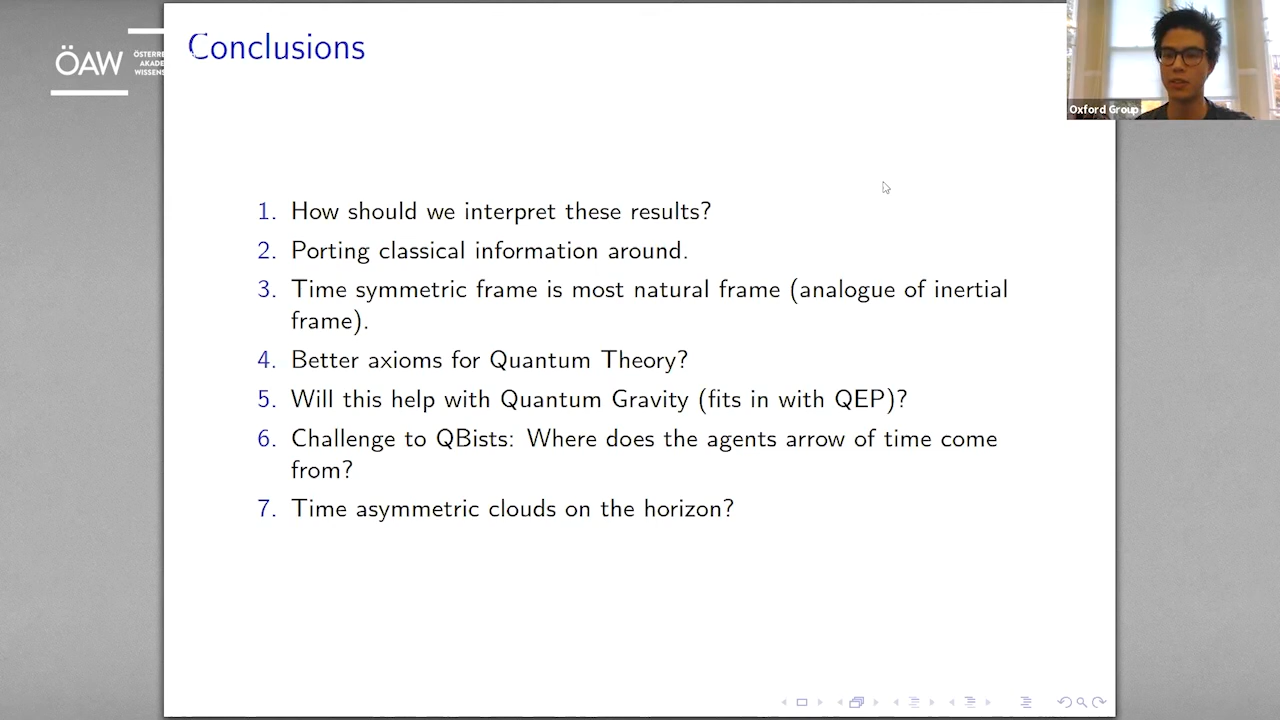 ÖAW
ÖSTERRE
AKADE
WISSENS
Conclusions
Oxford Group
1. How should we interpret these results?
2. Porting classical information around.
3. Time symmetric frame is most natural frame (analogue of inertial
frame).
4. Better axioms for Quantum Theory?
5. Will this help with Quantum Gravity (fits in with QEP)?
6. Challenge to QBists: Where does the agents arrow of time come
from?
7. Time asymmetric clouds on the horizon?